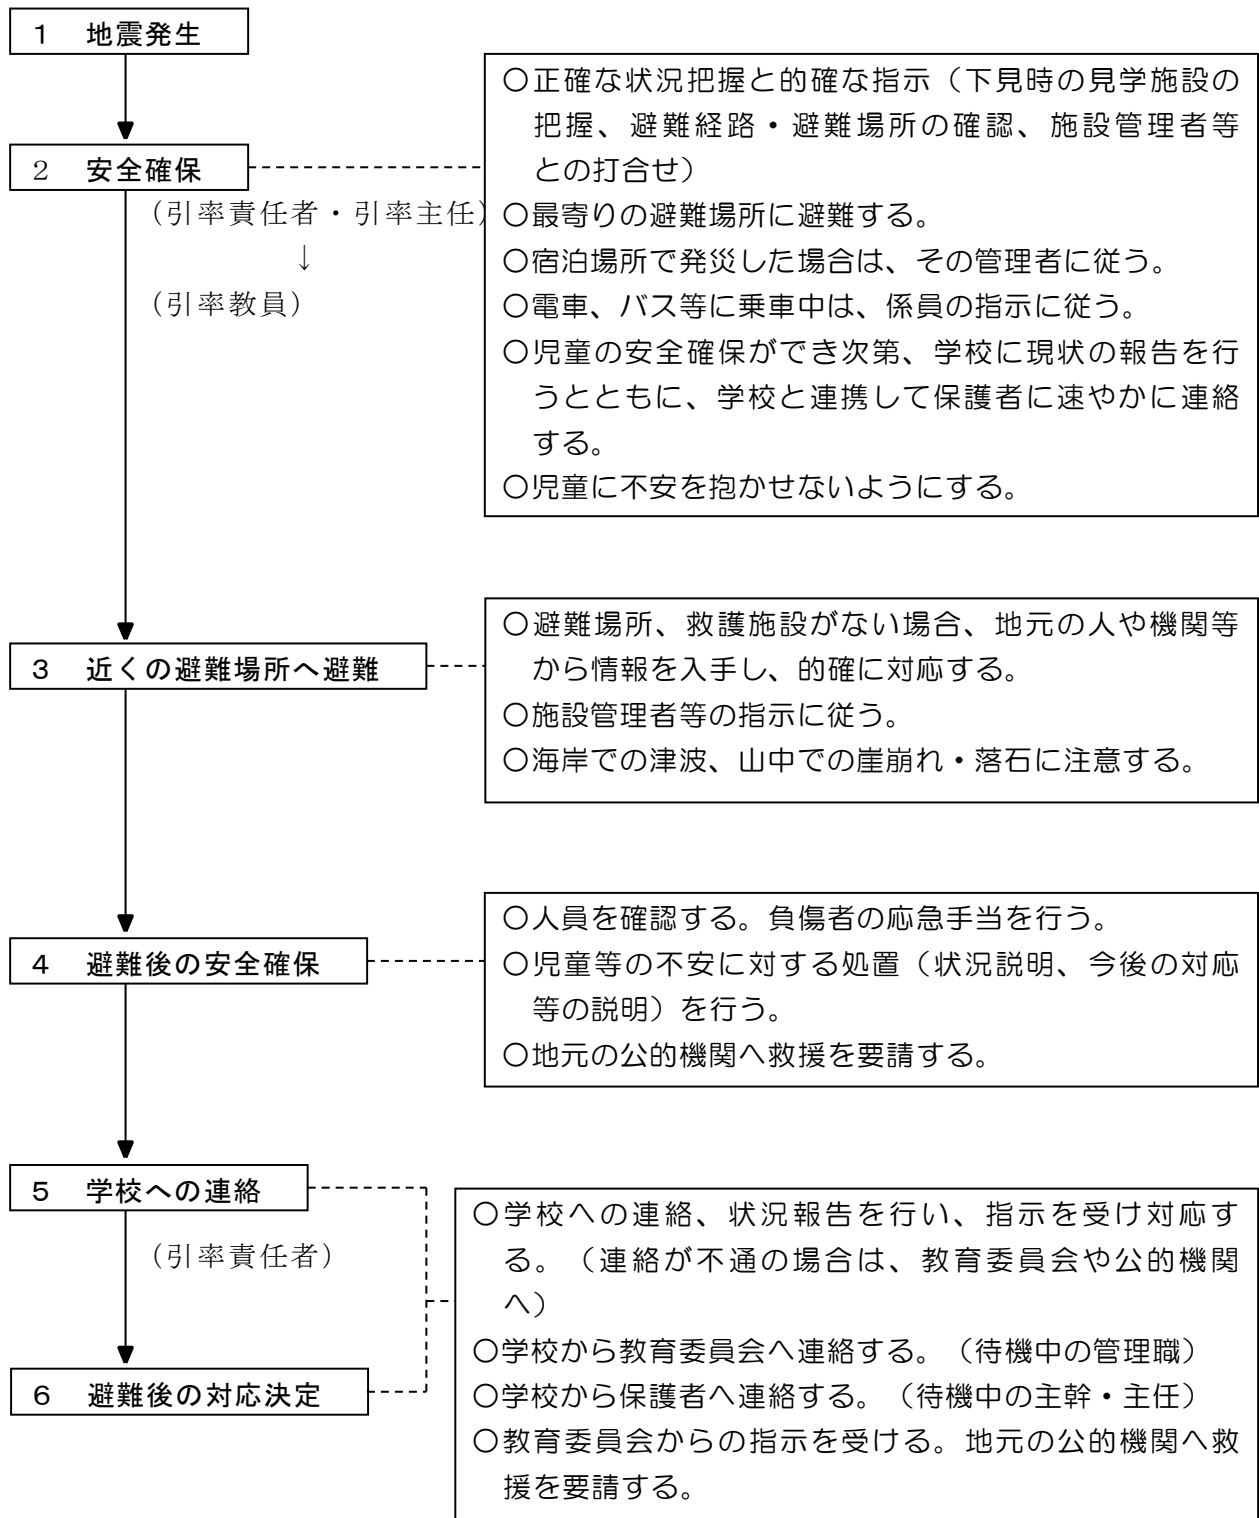 １　地震発生
２　安全確保
（引率責任者・引率主任）
↓
（引率教員）
○正確な状況把握と的確な指示（下見時の見学施設の
把握、避難経路・避難場所の確認、施設管理者等
との打合せ）
○最寄りの避難場所に避難する。
○宿泊場所で発災した場合は、その管理者に従う。
○電車、バス等に乗車中は、係員の指示に従う。
○児童の安全確保ができ次第、学校に現状の報告を行
うとともに、学校と連携して保護者に速やかに連絡
する。
○児童に不安を抱かせないようにする。
３　近くの避難場所へ避難
○避難場所、救護施設がない場合、地元の人や機関等
から情報を入手し、的確に対応する。
○施設管理者等の指示に従う。
○海岸での津波、山中での崖崩れ・落石に注意する。
４　避難後の安全確保
○人員を確認する。負傷者の応急手当を行う。
○児童等の不安に対する処置（状況説明、今後の対応
等の説明）を行う。
○地元の公的機関へ救援を要請する。
５　学校への連絡
（引率責任者）
６　避難後の対応決定
○学校への連絡、状況報告を行い、指示を受け対応す
る。（連絡が不通の場合は、教育委員会や公的機関
へ）
○学校から教育委員会へ連絡する。（待機中の管理職）
○学校から保護者へ連絡する。（待機中の主幹・主任）
○教育委員会からの指示を受ける。地元の公的機関へ救
援を要請する。